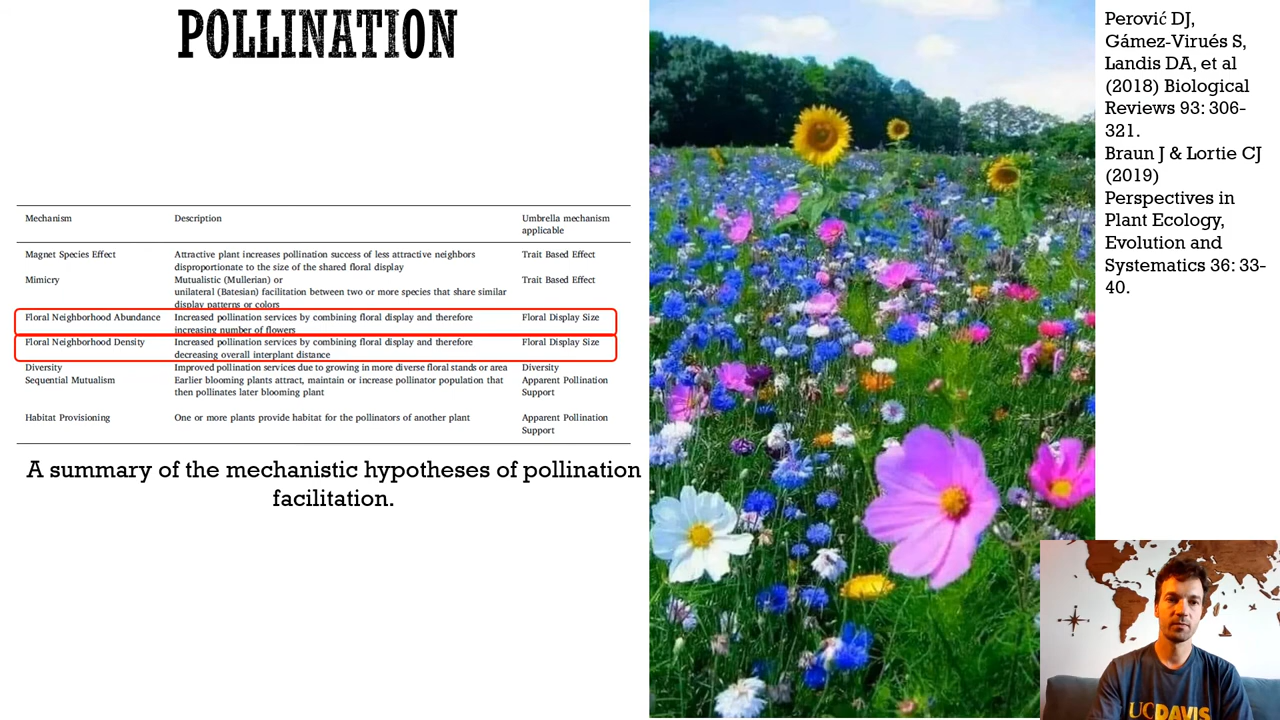 POLLINATION
Mechanism Description Umbrella mechanism
applicable
Magnet Species Effect Attractive plant increases pollination success of less attractive neighbors Trait Based Effect
disproportionate to the size of the shared floral display
Mimicry Mutualistic (Mullerian) or Trait Based Effect
unilateral (Batesian) facilitation between two or more species that share similar
display patterns or colors
Floral Neighborhood Abundance Increased pollination services by combining floral display and therefore Floral Display Size
increasing number of flowers
Floral Neighborhood Density Increased pollination services by combining floral display and therefore Floral Display Size
decreasing overall interplant distance
Diversity Improved pollination services due to growing in more diverse floral stands or area Diversity
Sequential Mutualism Earlier blooming plants attract, maintain or increase pollinator population that Apparent Pollination
then pollinates later blooming plant Support
Habitat Provisioning One or more plants provide habitat for the pollinators of another plant Apparent Pollination
Support
A summary of the mechanistic hypotheses of pollination
facilitation.
Perović DJ,
Gámez-Virués S,
Landis DA, et al
(2018) Biological
Reviews 93: 306-
321.
Braun J & Lortie CJ
(2019)
Perspectives in
Plant Ecology,
Evolution and
Systematics 36: 33-
40.
UC DAVIS